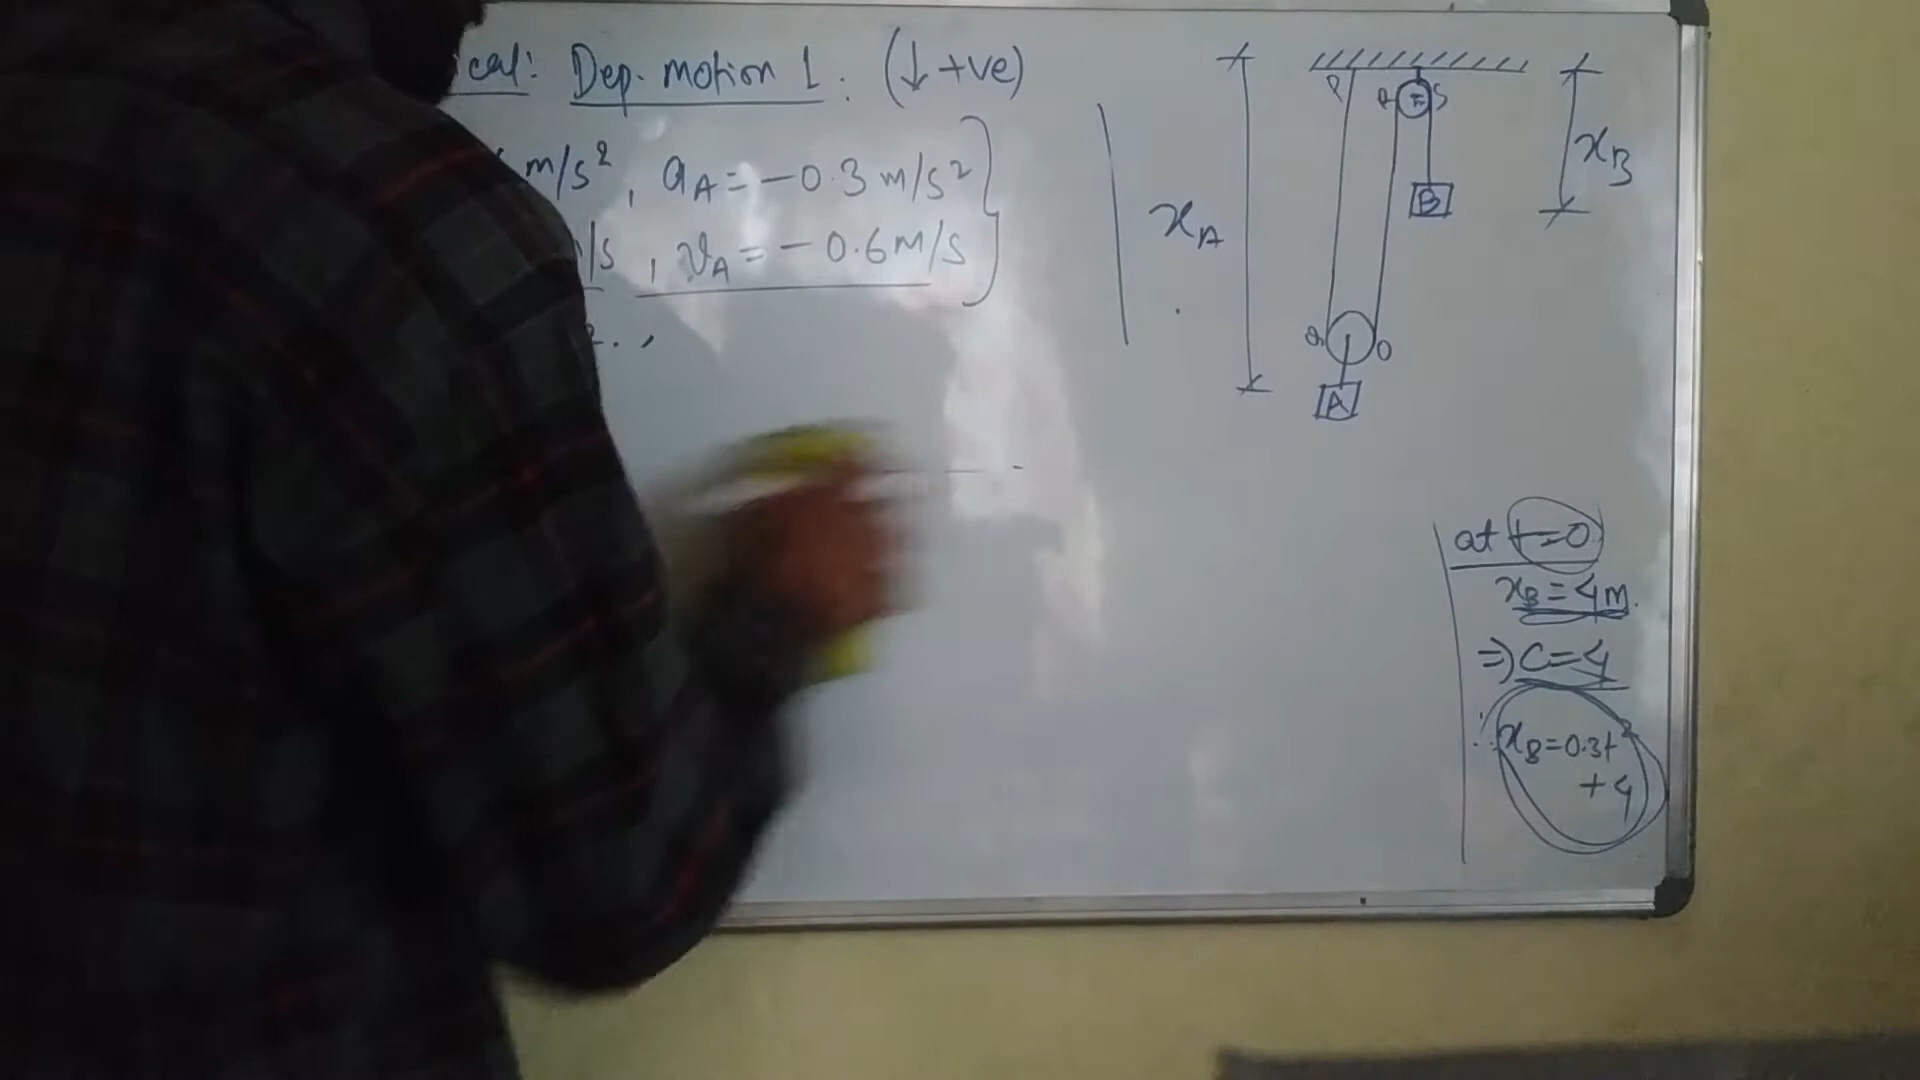 cal: Dep. motion 1. (↓ +ve)
m/s², a_A = -0.3 m/s²
/s, v_A = -0.6 m/s
P R F S
x_A
x_B
B
Q O
A
at t=0
x_B = 4m.
⇒ C = 4
∴ x_B = 0.3t²
+ 4